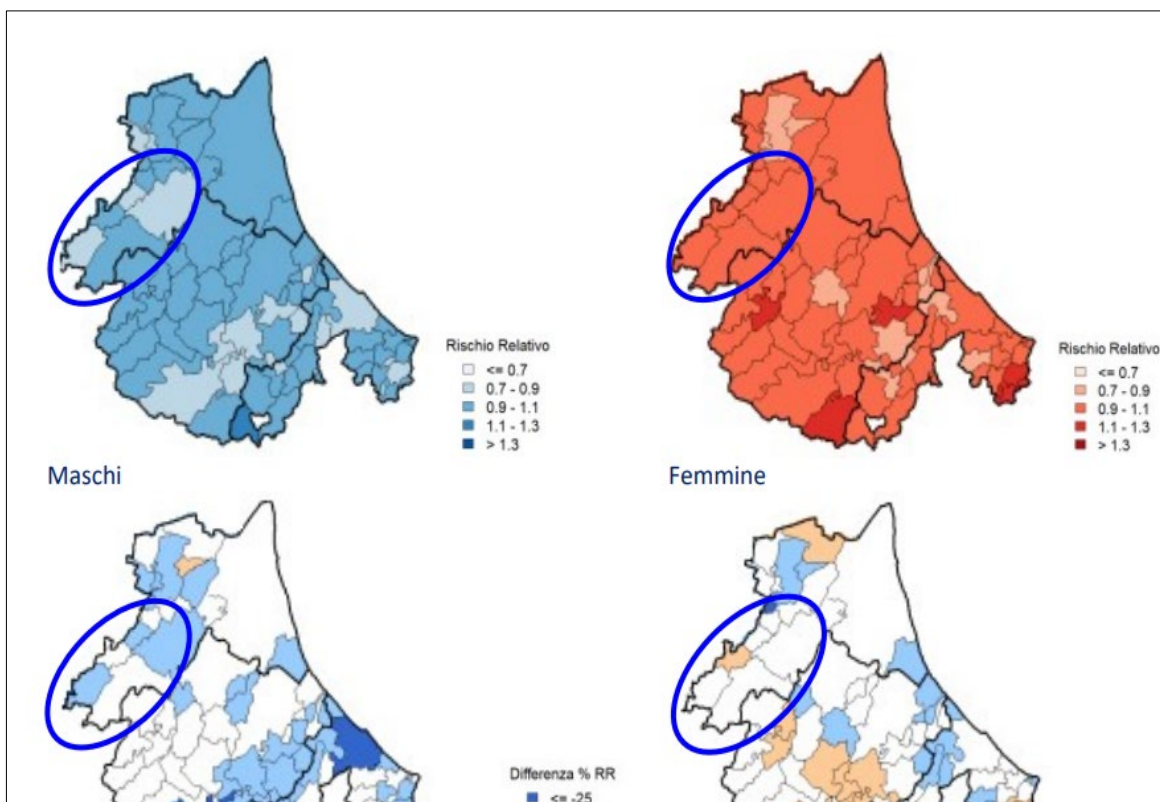 Rischio Relativo
<= 0.7
0.7 - 0.9
0.9 - 1.1
1.1 - 1.3
> 1.3
Rischio Relativo
<= 0.7
0.7 - 0.9
0.9 - 1.1
1.1 - 1.3
> 1.3
Maschi
Femmine
Differenza % RR
<= -25